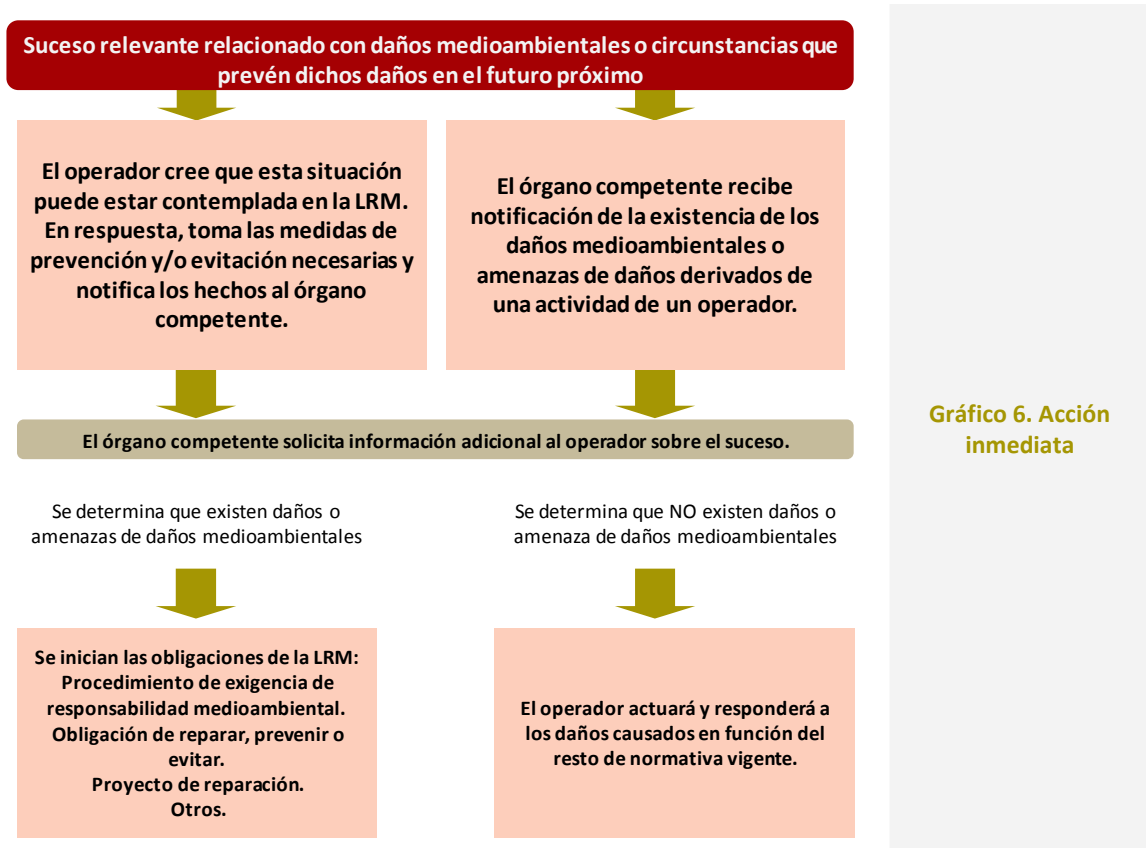 Suceso relevante relacionado con daños medioambientales o circunstancias que
prevén dichos daños en el futuro próximo
El operador cree que esta situación
puede estar contemplada en la LRM.
En respuesta, toma las medidas de
prevención y/o evitación necesarias y
notifica los hechos al órgano
competente.
El órgano competente recibe
notificación de la existencia de los
daños medioambientales o
amenazas de daños derivados de
una actividad de un operador.
El órgano competente solicita información adicional al operador sobre el suceso.
Se determina que existen daños o
amenazas de daños medioambientales
Se determina que NO existen daños o
amenaza de daños medioambientales
Se inician las obligaciones de la LRM:
Procedimiento de exigencia de
responsabilidad medioambiental.
Obligación de reparar, prevenir o
evitar.
Proyecto de reparación.
Otros.
El operador actuará y responderá a
los daños causados en función del
resto de normativa vigente.
Gráfico 6. Acción
inmediata